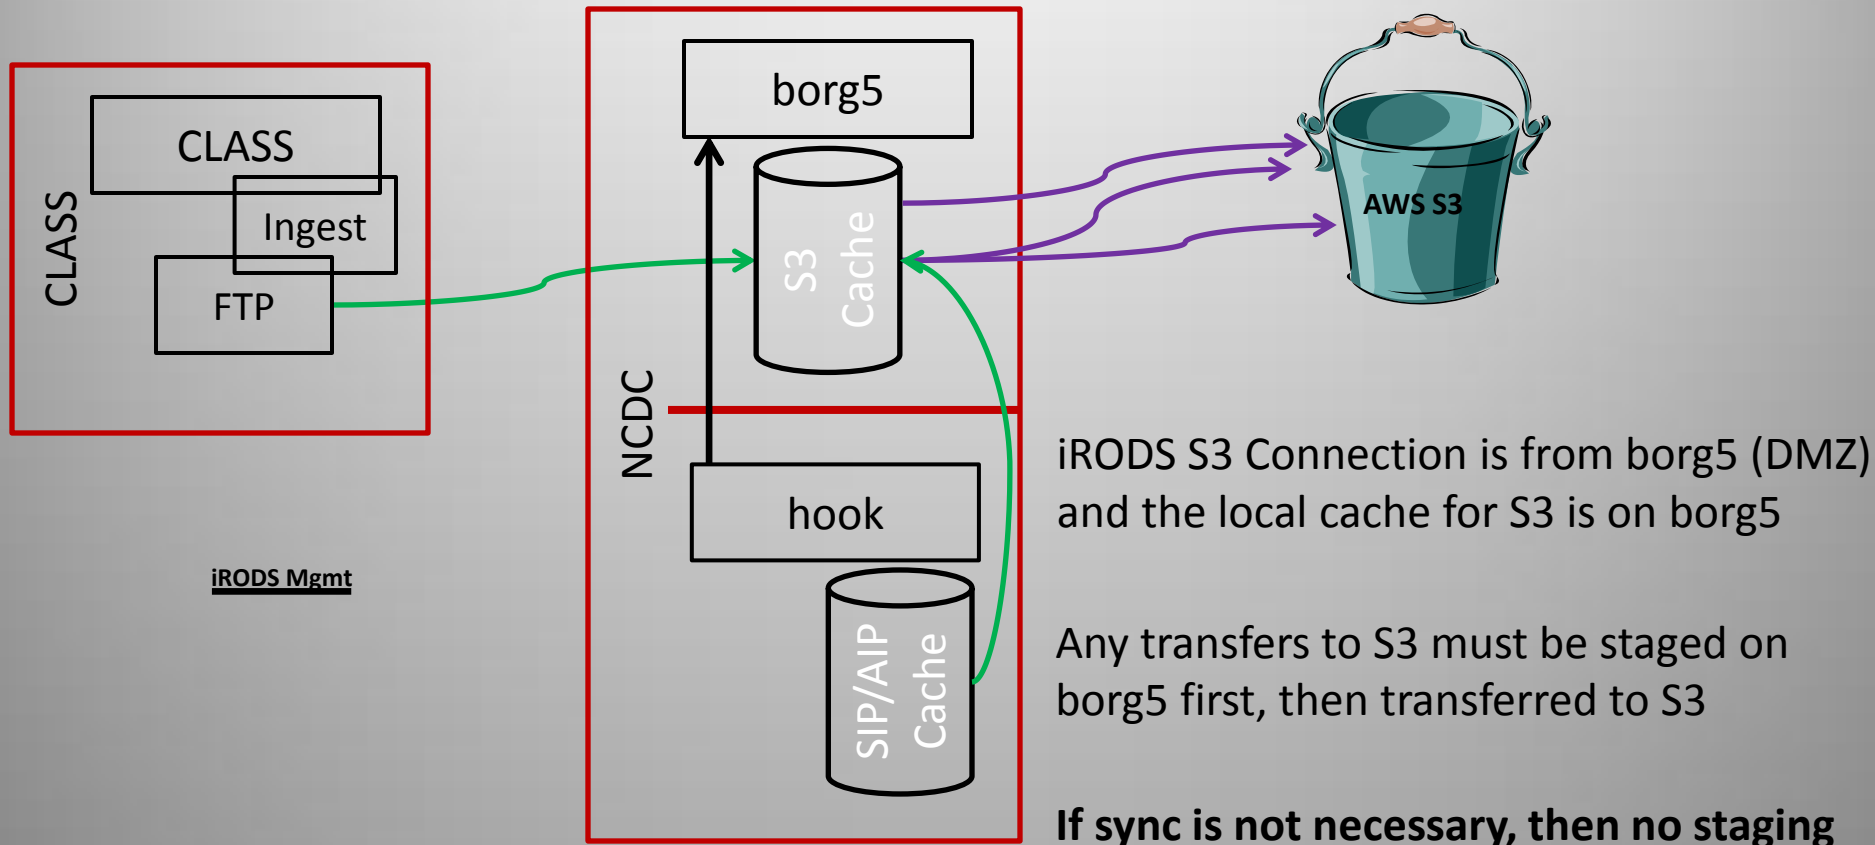 CLASS
CLASS
Ingest
FTP
iRODS Mgmt
NCDC
borg5
S3
Cache
hook
SIP/AIP
Cache
AWS S3
iRODS S3 Connection is from borg5 (DMZ)
and the local cache for S3 is on borg5
Any transfers to S3 must be staged on
borg5 first, then transferred to S3
If sync is not necessary, then no staging